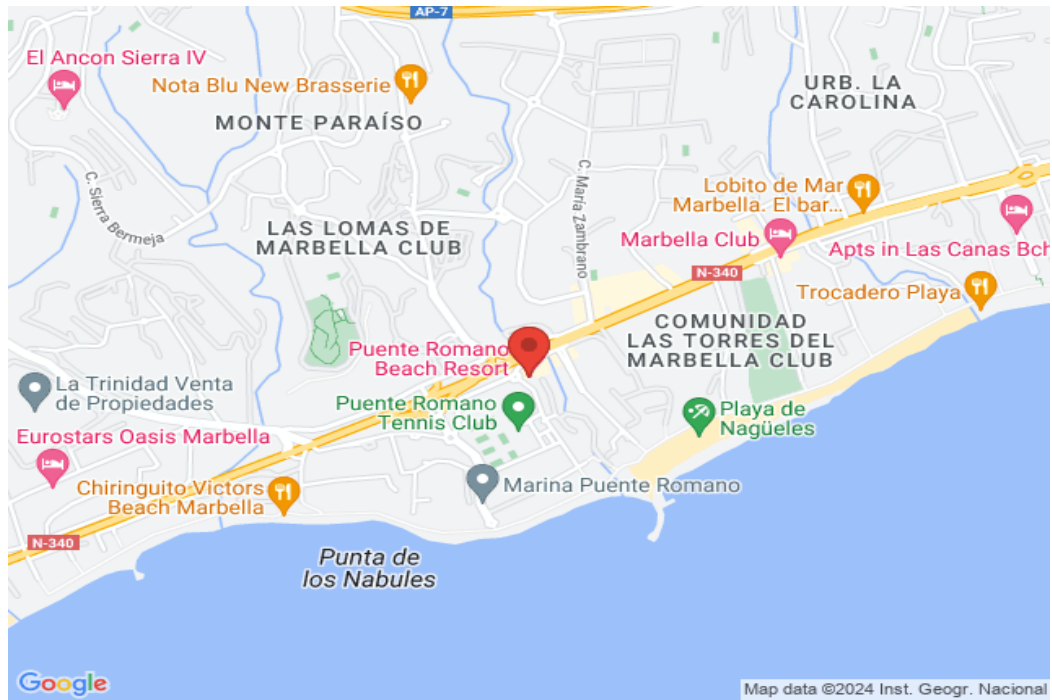 AP-7
El Ancon Sierra IV
Nota Blu New Brasserie
URB. LA
CAROLINA
MONTE PARAÍSO
C. Sierra Bermeja
C. María Zambrano
Lobito de Mar
Marbella. El bar...
LAS LOMAS DE
MARBELLA CLUB
Marbella Club
Apts in Las Canas Bch
N-340
Trocadero Playa
COMUNIDAD
LAS TORRES DEL
MARBELLA CLUB
Puente Romano
Beach Resort
La Trinidad Venta
de Propiedades
Puente Romano
Tennis Club
Playa de
Nagüeles
Eurostars Oasis Marbella
Chiringuito Victors
Beach Marbella
Marina Puente Romano
N-340
Punta de
los Nabules
Google
Map data ©2024 Inst. Geogr. Nacional